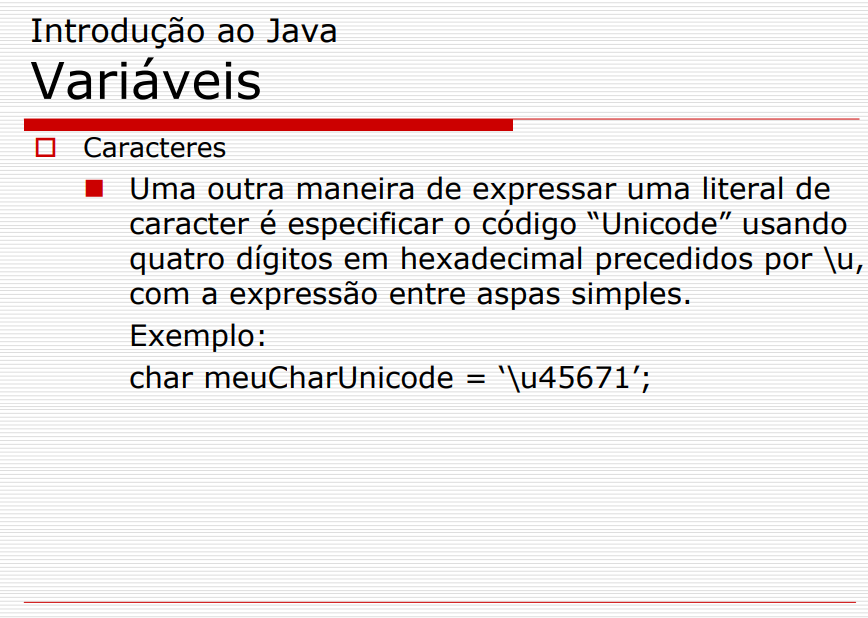 Introdução ao Java
Variáveis
Caracteres
Uma outra maneira de expressar uma literal de
caracter é especificar o código “Unicode” usando
quatro dígitos em hexadecimal precedidos por \u,
com a expressão entre aspas simples.
Exemplo:
char meuCharUnicode = ‘\u45671’;